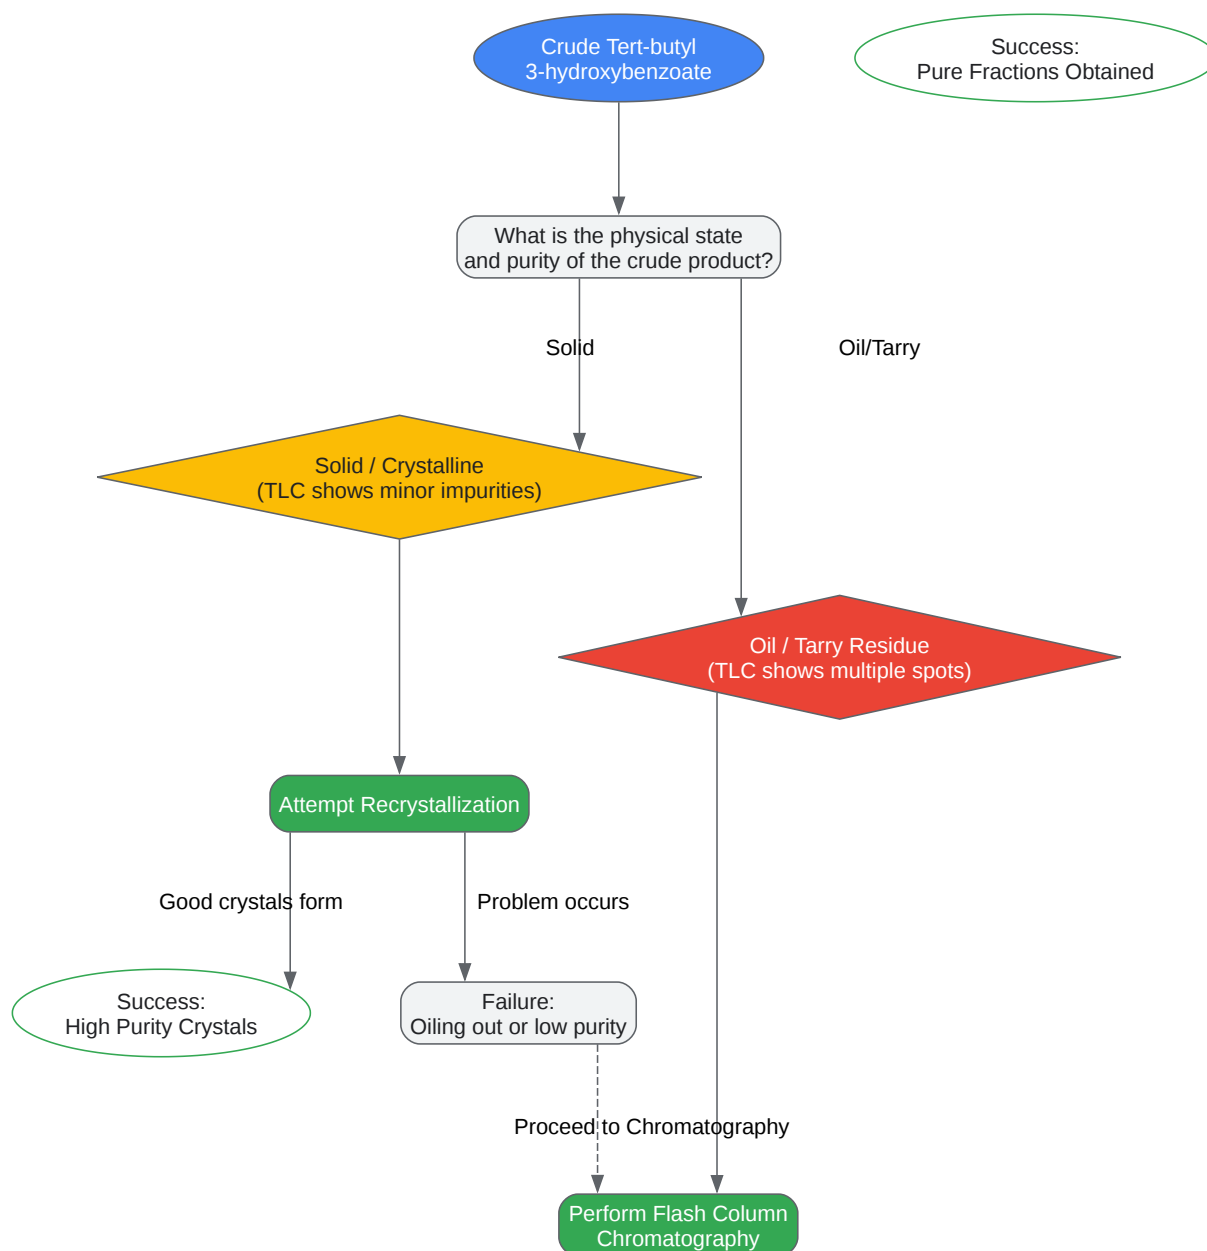 Crude Tert-butyl
3-hydroxybenzoate
Success:
Pure Fractions Obtained
What is the physical state
and purity of the crude product?
Solid
Oil/Tarry
Solid / Crystalline
(TLC shows minor impurities)
Oil / Tarry Residue
(TLC shows multiple spots)
Attempt Recrystallization
Good crystals form
Problem occurs
Success:
High Purity Crystals
Failure:
Oiling out or low purity
Proceed to Chromatography
Perform Flash Column
Chromatography